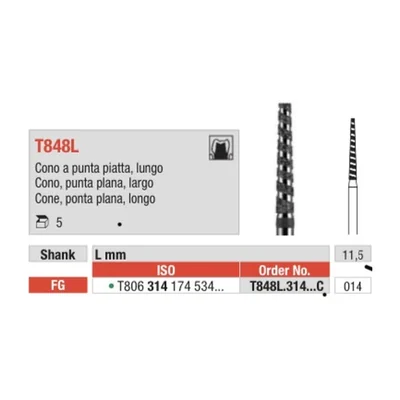 T848L
Cono a punta piatta, lungo
Cono, punta plana, largo
Cone, ponta plana, longo
5
Shank L mm 11,5
ISO Order No.
FG • T806 314 174 534... T848L.314...C 014